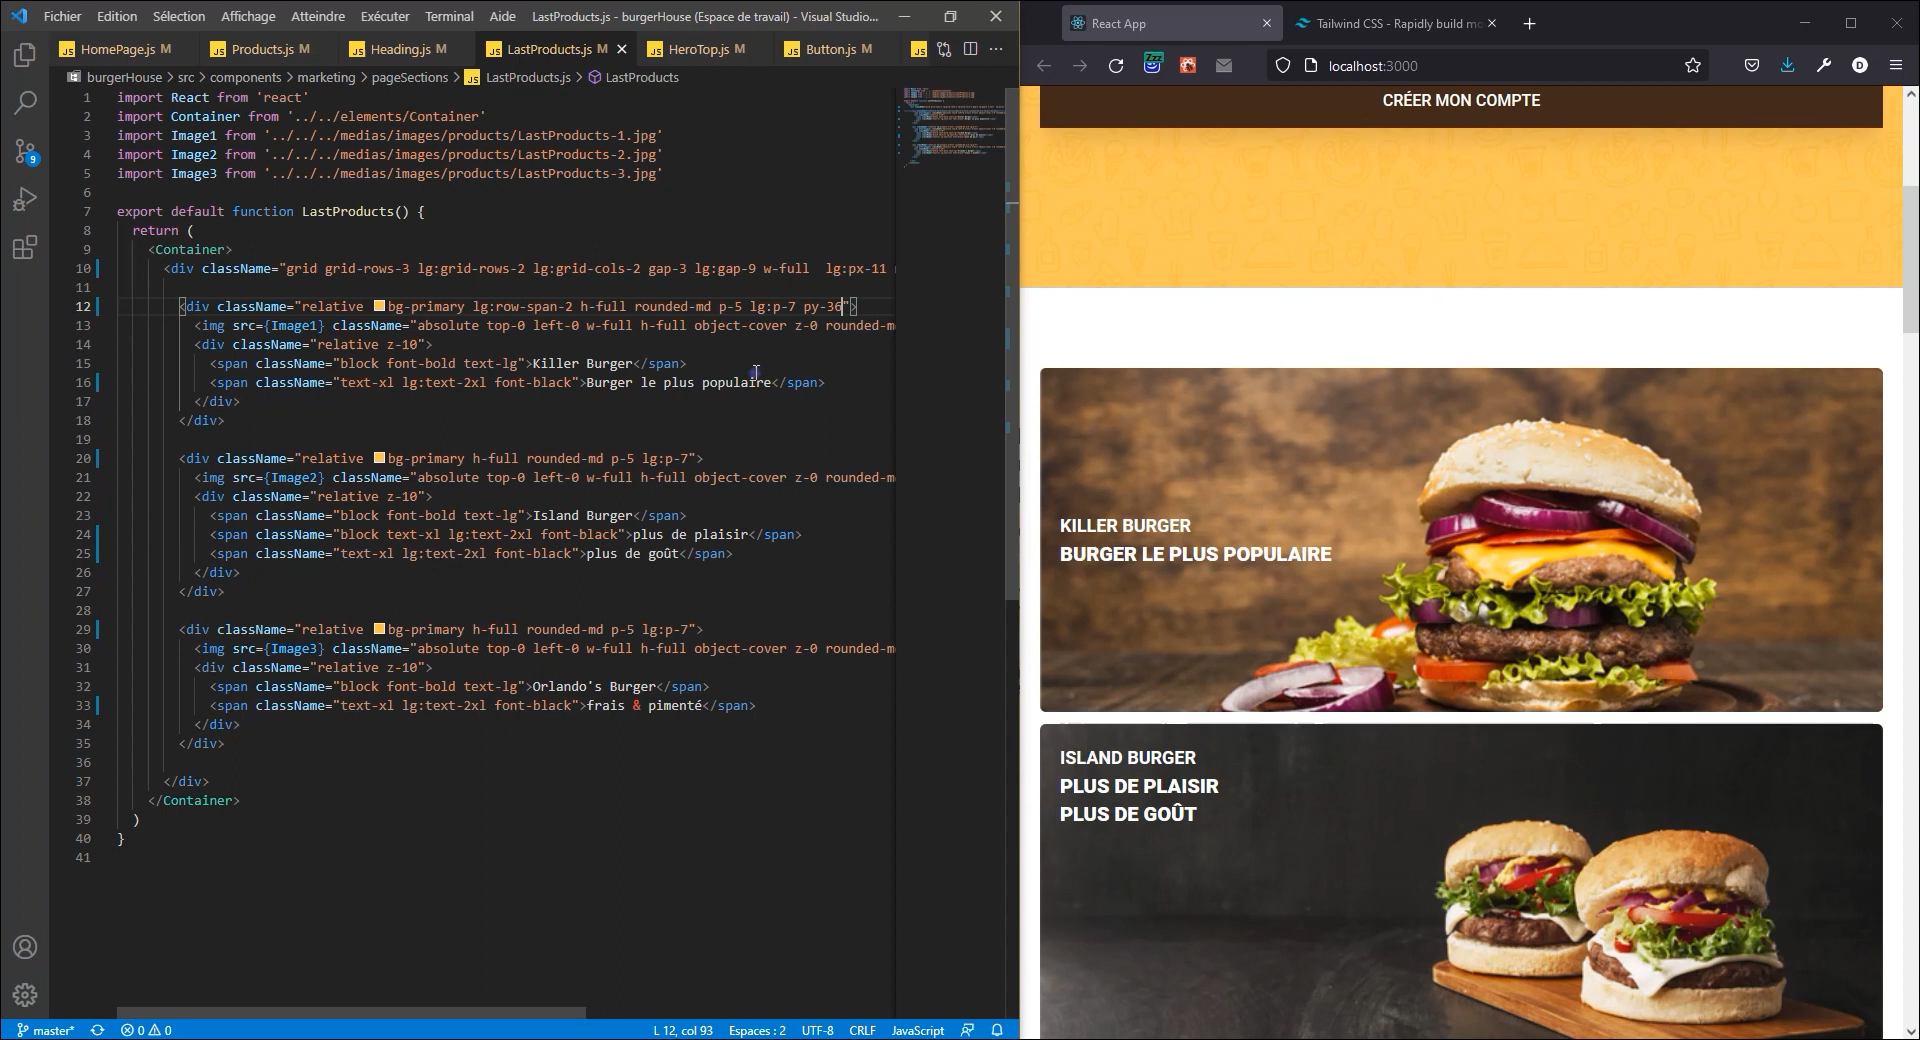 Fichier Edition Sélection Affichage Atteindre Exécuter Terminal Aide LastProducts.js - burgerHouse (Espace de travail) - Visual Studio...
JS HomePage.js M JS Products.js M JS Heading.js M JS LastProducts.js M JS HeroTop.js M JS Button.js M JS
burgerHouse > src > components > marketing > pageSections > JS LastProducts.js > LastProducts
1 import React from 'react'
2 import Container from '../../elements/Container'
3 import Image1 from '../../../medias/images/products/LastProducts-1.jpg'
4 import Image2 from '../../../medias/images/products/LastProducts-2.jpg'
5 import Image3 from '../../../medias/images/products/LastProducts-3.jpg'
6
7 export default function LastProducts() {
8 return (
9 <Container>
10 <div className="grid grid-rows-3 lg:grid-rows-2 lg:grid-cols-2 gap-3 lg:gap-9 w-full  lg:px-11
11
12 <div className="relative bg-primary lg:row-span-2 h-full rounded-md p-5 lg:p-7 py-36">
13 <img src={Image1} className="absolute top-0 left-0 w-full h-full object-cover z-0 rounded-m
14 <div className="relative z-10">
15 <span className="block font-bold text-lg">Killer Burger</span>
16 <span className="text-xl lg:text-2xl font-black">Burger le plus populaire</span>
17 </div>
18 </div>
19
20 <div className="relative bg-primary h-full rounded-md p-5 lg:p-7">
21 <img src={Image2} className="absolute top-0 left-0 w-full h-full object-cover z-0 rounded-m
22 <div className="relative z-10">
23 <span className="block font-bold text-lg">Island Burger</span>
24 <span className="block text-xl lg:text-2xl font-black">plus de plaisir</span>
25 <span className="text-xl lg:text-2xl font-black">plus de goût</span>
26 </div>
27 </div>
28
29 <div className="relative bg-primary h-full rounded-md p-5 lg:p-7">
30 <img src={Image3} className="absolute top-0 left-0 w-full h-full object-cover z-0 rounded-m
31 <div className="relative z-10">
32 <span className="block font-bold text-lg">Orlando's Burger</span>
33 <span className="text-xl lg:text-2xl font-black">frais & pimenté</span>
34 </div>
35 </div>
36
37 </div>
38 </Container>
39 )
40 }
41
9
master* 0 0 L 12, col 93 Espaces : 2 UTF-8 CRLF JavaScript
React App Tailwind CSS - Rapidly build mo
localhost:3000
D
CRÉER MON COMPTE
KILLER BURGER
BURGER LE PLUS POPULAIRE
ISLAND BURGER
PLUS DE PLAISIR
PLUS DE GOÛT